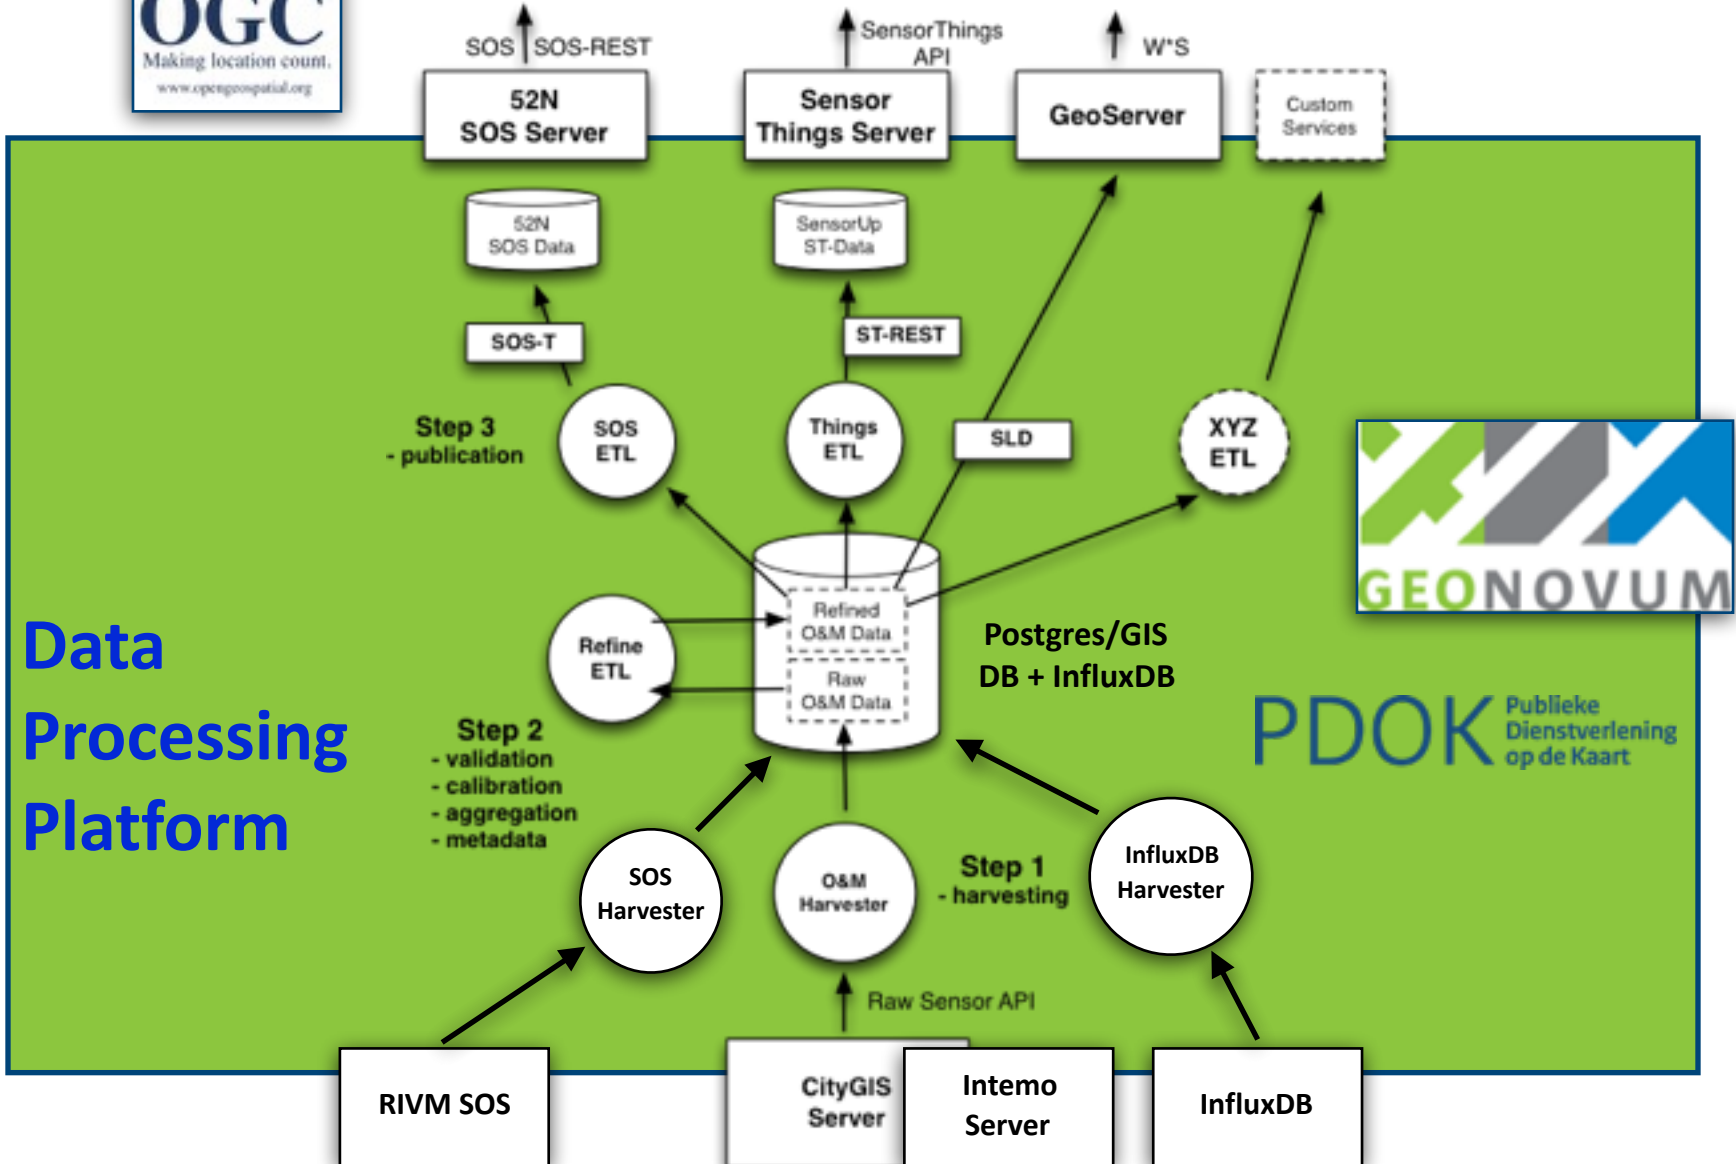 OGC
Making location count.
www.opengeospatial.org
SOS
SOS-REST
SensorThings
API
W*S
52N
SOS Server
Sensor
Things Server
GeoServer
Custom
Services
52N
SOS Data
SensorUp
ST-Data
SOS-T
ST-REST
Step 3
- publication
SOS
ETL
Things
ETL
SLD
XYZ
ETL
GEONOVUM
Data
Processing
Platform
Refine
ETL
Refined
O&M Data
Raw
O&M Data
Postgres/GIS
DB + InfluxDB
PDOK
Publieke
Dienstverlening
op de Kaart
Step 2
- validation
- calibration
- aggregation
- metadata
SOS
Harvester
O&M
Harvester
Step 1
- harvesting
InfluxDB
Harvester
Raw Sensor API
RIVM SOS
CityGIS
Server
Intemo
Server
InfluxDB